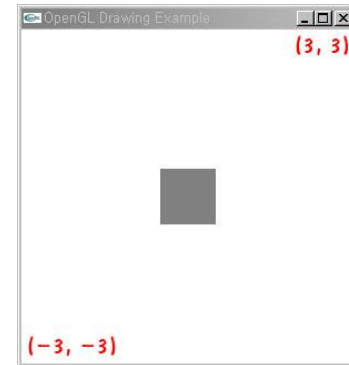 OpenGL Drawing Example
(3, 3)
(-3, -3)